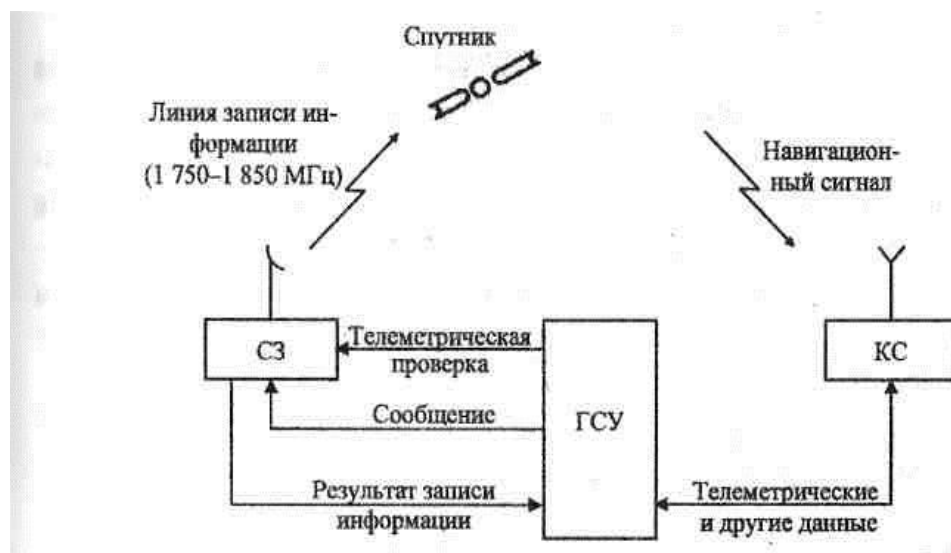 Спутник
Линия записи ин-
формации
(1 750–1 850 МГц)
Навигацион-
ный сигнал
СЗ
Телеметрическая
проверка
КС
Сообщение
ГСУ
Результат записи
информации
Телеметрические
и другие данные